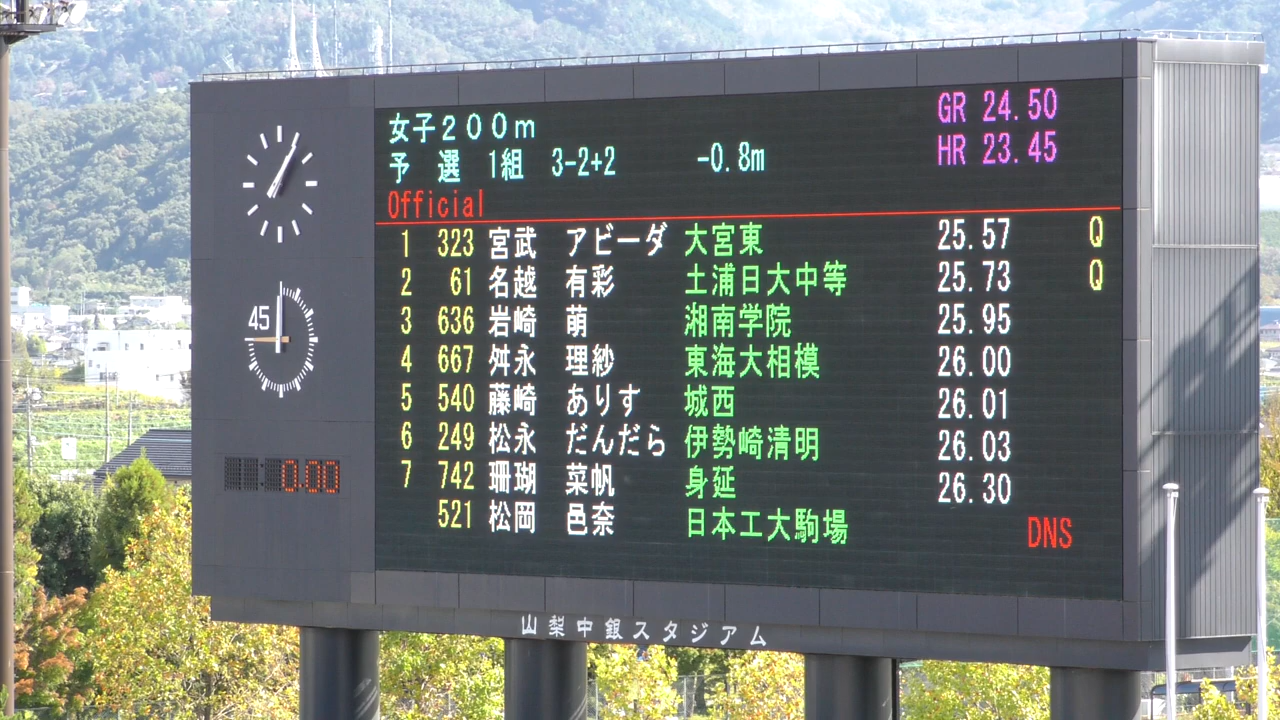 女子２００ｍ GR 24.50
予 選 1組 3-2+2 -0.8m HR 23.45
Official
1 323 宮武 アビーダ 大宮東 25.57 Q
2 61 名越 有彩 土浦日大中等 25.73 Q
3 636 岩崎 萌 湘南学院 25.95
4 667 舛永 理紗 東海大相模 26.00
5 540 藤崎 ありす 城西 26.01
6 249 松永 だんだら 伊勢崎清明 26.03
7 742 珊瑚 菜帆 身延 26.30
521 松岡 邑奈 日本工大駒場 DNS
45
0.00
山梨中銀スタジアム